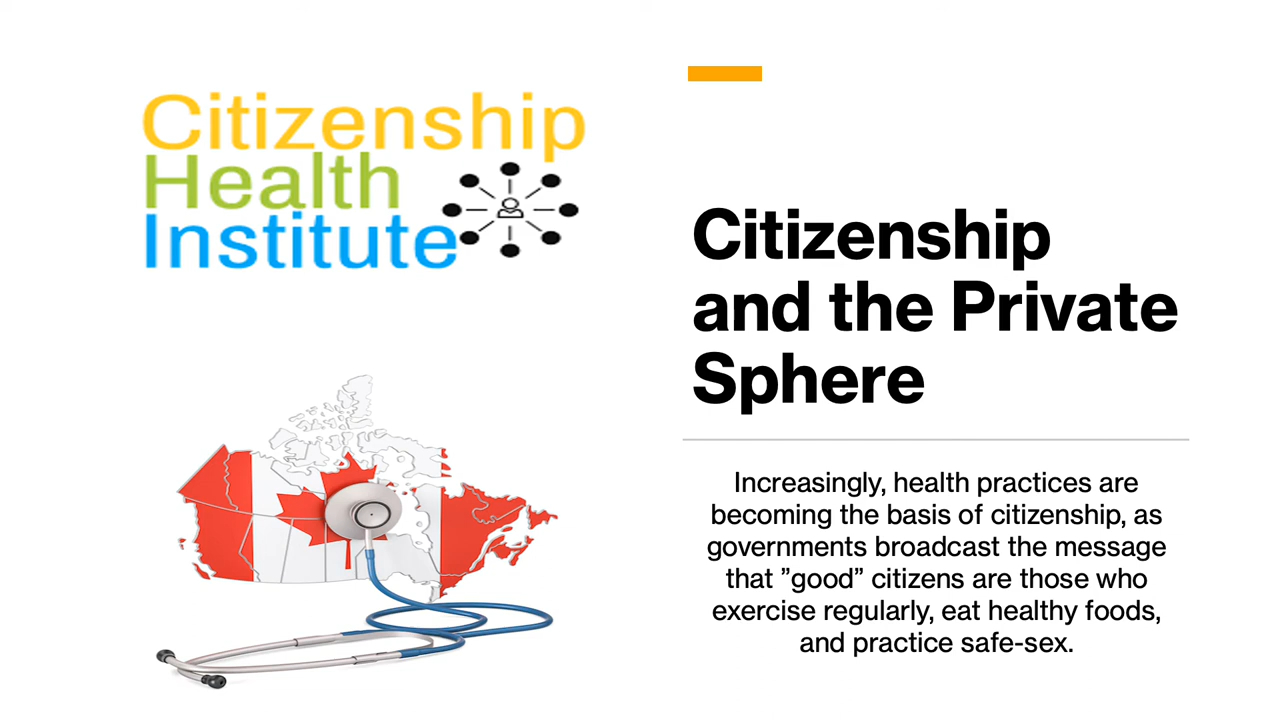 Citizenship
Health
Institute
Citizenship
and the Private
Sphere
Increasingly, health practices are
becoming the basis of citizenship, as
governments broadcast the message
that ”good” citizens are those who
exercise regularly, eat healthy foods,
and practice safe-sex.